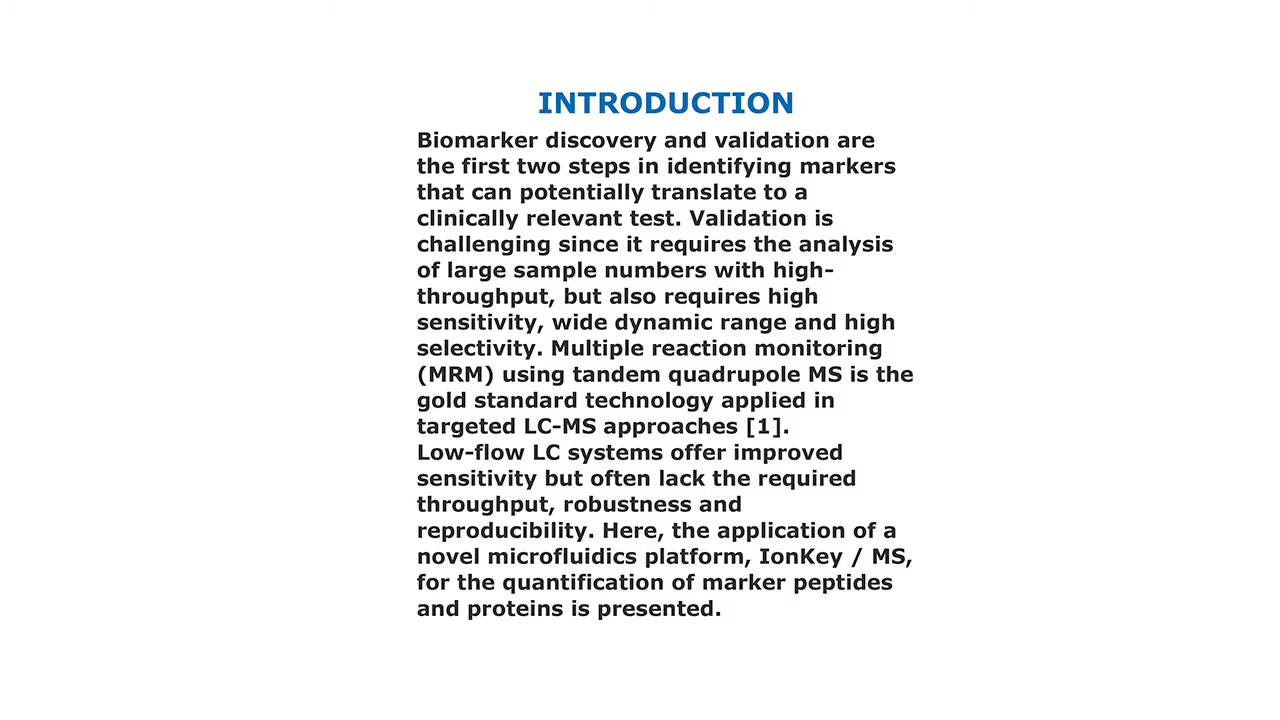 INTRODUCTION
Biomarker discovery and validation are
the first two steps in identifying markers
that can potentially translate to a
clinically relevant test. Validation is
challenging since it requires the analysis
of large sample numbers with high-
throughput, but also requires high
sensitivity, wide dynamic range and high
selectivity. Multiple reaction monitoring
(MRM) using tandem quadrupole MS is the
gold standard technology applied in
targeted LC-MS approaches [1].
Low-flow LC systems offer improved
sensitivity but often lack the required
throughput, robustness and
reproducibility. Here, the application of a
novel microfluidics platform, IonKey / MS,
for the quantification of marker peptides
and proteins is presented.